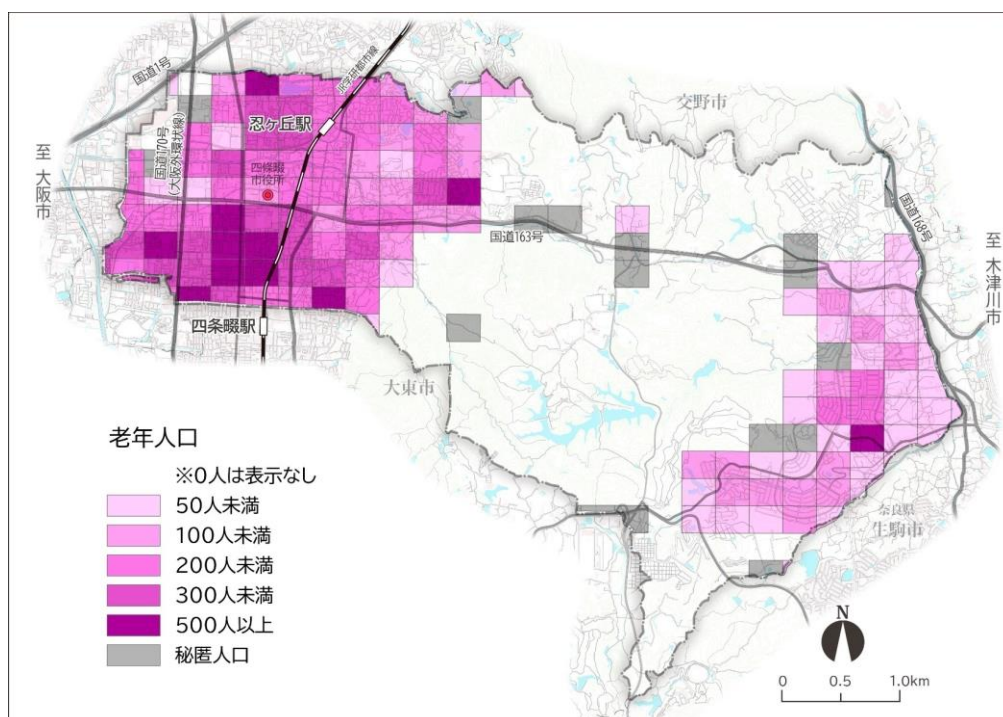 国道1号
片町線(学研都市線)
交野市
忍ヶ丘駅
国道170号
(大阪外環状線)
至 大阪市
四條畷
市役所
国道163号
国道168号
至 木津川市
四条畷駅
大東市
奈良県
生駒市
老年人口
※0人は表示なし
50人未満
100人未満
200人未満
300人未満
500人以上
秘匿人口
N
0 0.5 1.0km